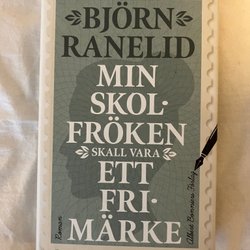 BJÖRN
RANELID
MIN
SKOL-
FRÖKEN
SKALL VARA
ETT
FRI-
MÄRKE
Roman
Albert Bonniers Förlag